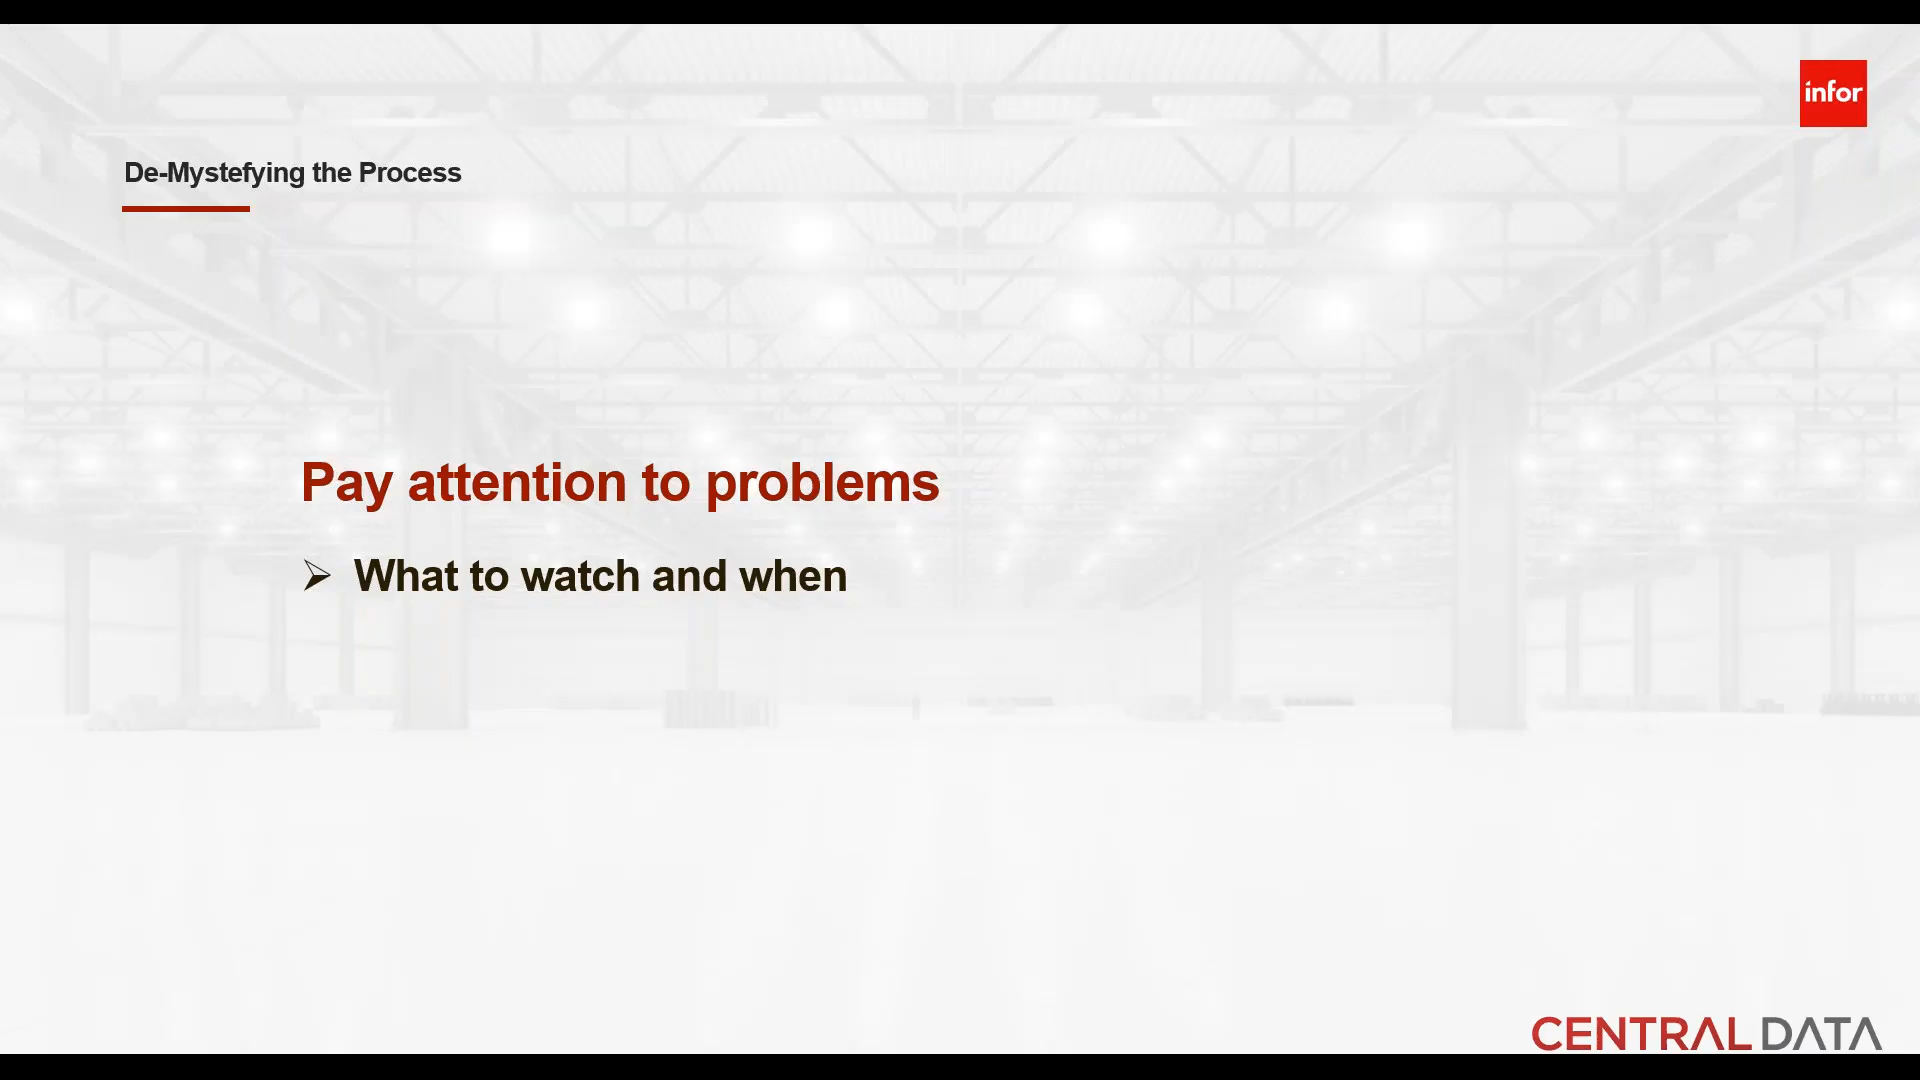 infor
De-Mystefying the Process
Pay attention to problems
➢ What to watch and when
CENTRAL DATA